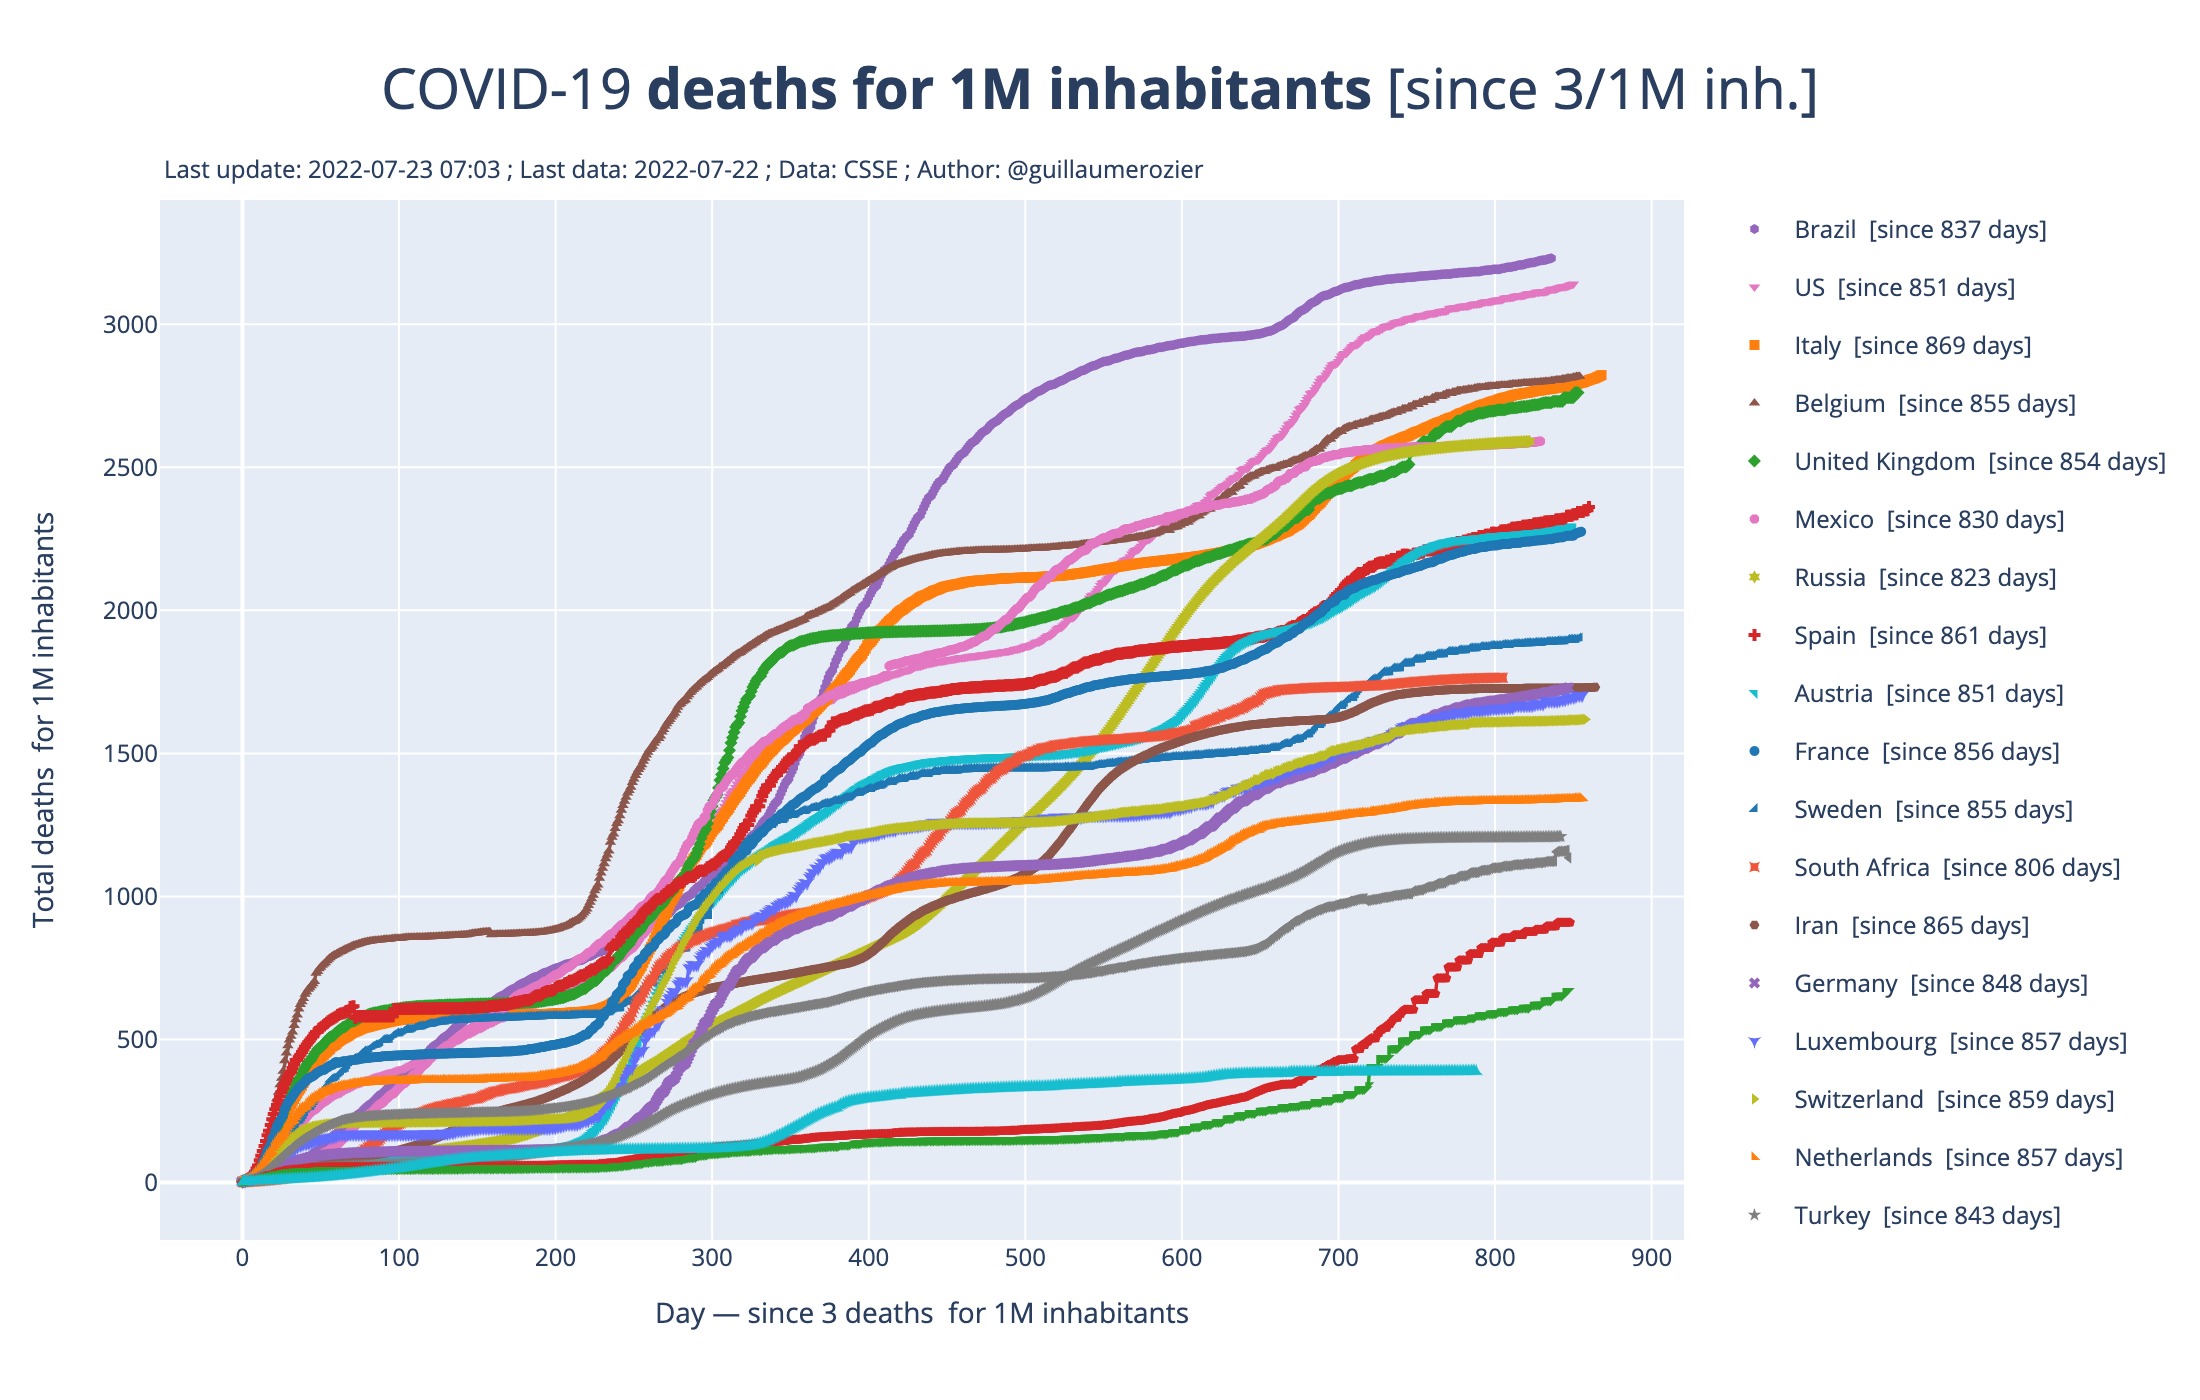 COVID-19 deaths for 1M inhabitants [since 3/1M inh.]
Last update: 2022-07-23 07:03 ; Last data: 2022-07-22 ; Data: CSSE ; Author: @guillaumerozier
Total deaths for 1M inhabitants
3000
2500
2000
1500
1000
500
0
0 100 200 300 400 500 600 700 800 900
Day — since 3 deaths for 1M inhabitants
Brazil [since 837 days]
US [since 851 days]
Italy [since 869 days]
Belgium [since 855 days]
United Kingdom [since 854 days]
Mexico [since 830 days]
Russia [since 823 days]
Spain [since 861 days]
Austria [since 851 days]
France [since 856 days]
Sweden [since 855 days]
South Africa [since 806 days]
Iran [since 865 days]
Germany [since 848 days]
Luxembourg [since 857 days]
Switzerland [since 859 days]
Netherlands [since 857 days]
Turkey [since 843 days]